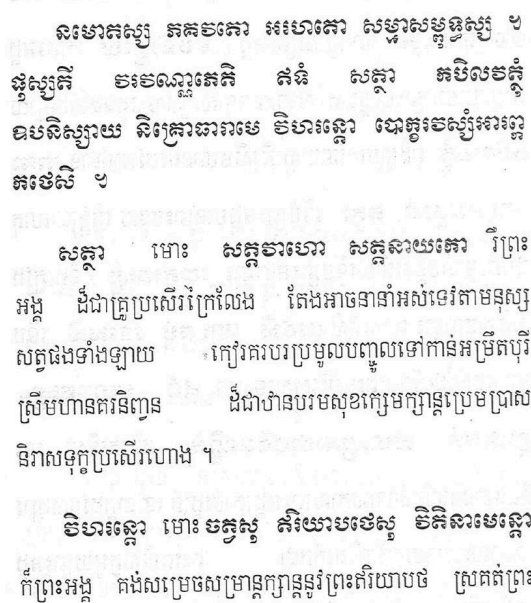 នមោតស្ស ភគវតោ អរហតោ សម្មាសម្ពុទ្ធស្ស ។
ផុស្សតី វរវណ្ណាភេតិ ឥទំ សត្ថា កបិលវត្ថុំ
ឧបនិស្សាយ និគ្រោធារាមេ វិហរន្តោ បោក្ខរវស្សំអារព្ភ
កថេសិ ។
សត្ថា មោះ សត្ថវាហោ សត្ថនាយកោ រីព្រះ
អង្គ ដ៏ជាគ្រូប្រសើរក្រៃលែង តែងអាចនានាំអស់ទេវតាមនុស្ស
សត្វផងទាំងឡាយ កៀរករបរប្រមូលបញ្ចូលទៅកាន់អម្រឹតបុរី
ស្រីមហានគរនិព្វាន ដ៏ជាឋានបរមសុខក្សេមក្សាន្តប្រេមប្រាស
និរាសទុក្ខប្រសើរហោង ។
វិហរន្តោ មោះ ចត្វសុ ឥរិយាបថេសុ វិតិនាមេន្តោ
ក៏ព្រះអង្គ គង់សម្រេចសម្រាន្តក្សាន្តនូវព្រះឥរិយាបថ ស្រគត់ព្រះ